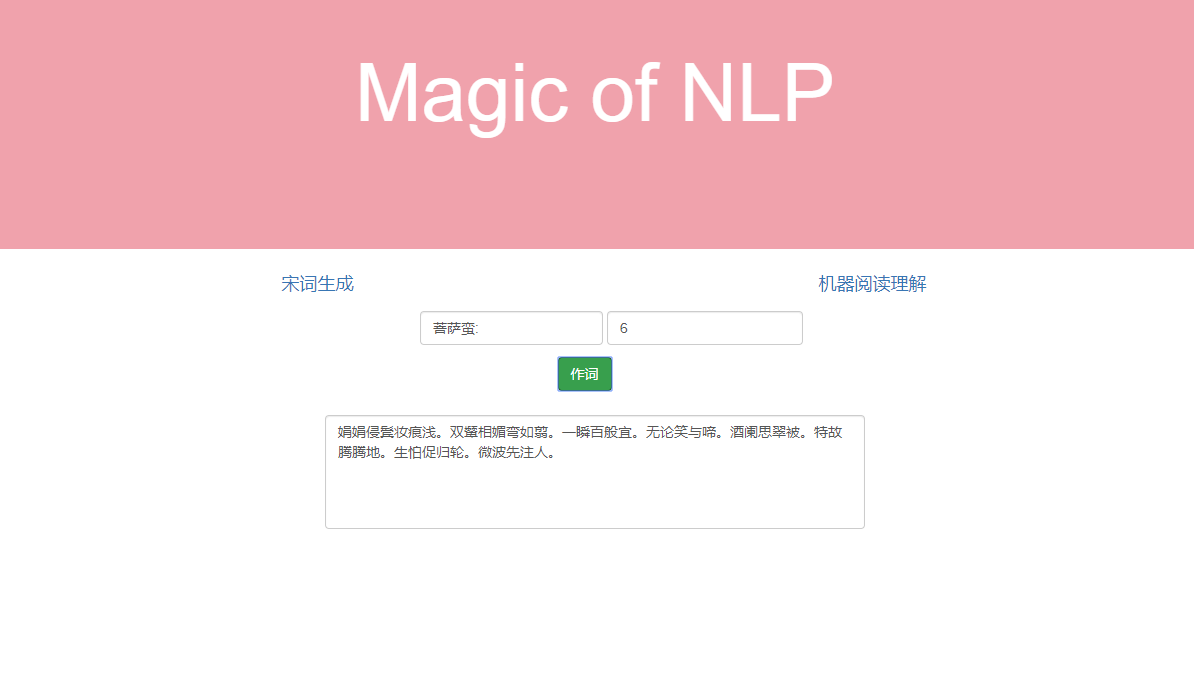 Magic of NLP
宋词生成
机器阅读理解
菩萨蛮:
6
作词
娟娟侵鬓妆痕浅。双颦相媚弯如翦。一瞬百般宜。无论笑与啼。酒阑思翠被。特故
腾腾地。生怕促归轮。微波先注人。